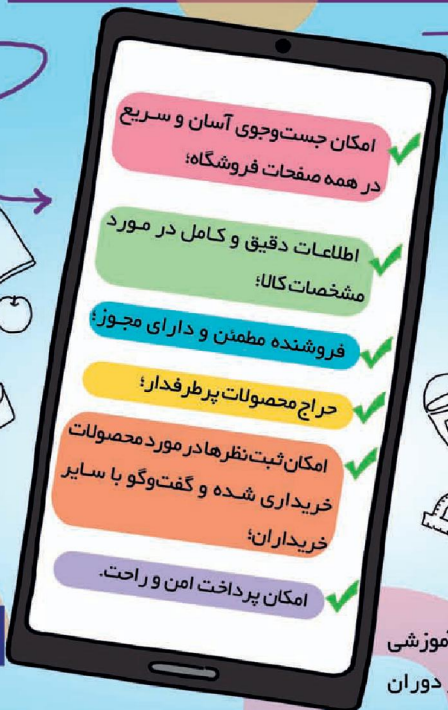 امکان جست‌وجوی آسان و سریع
در همه صفحات فروشگاه؛
اطلاعات دقیق و کامل در مورد
مشخصات کالا؛
فروشنده مطمئن و دارای مجوز؛
حراج محصولات پرطرفدار؛
امکان ثبت نظرها در مورد محصولات
خریداری شده و گفت‌وگو با سایر
خریداران؛
امکان پرداخت امن و راحت.
موزشی
دوران